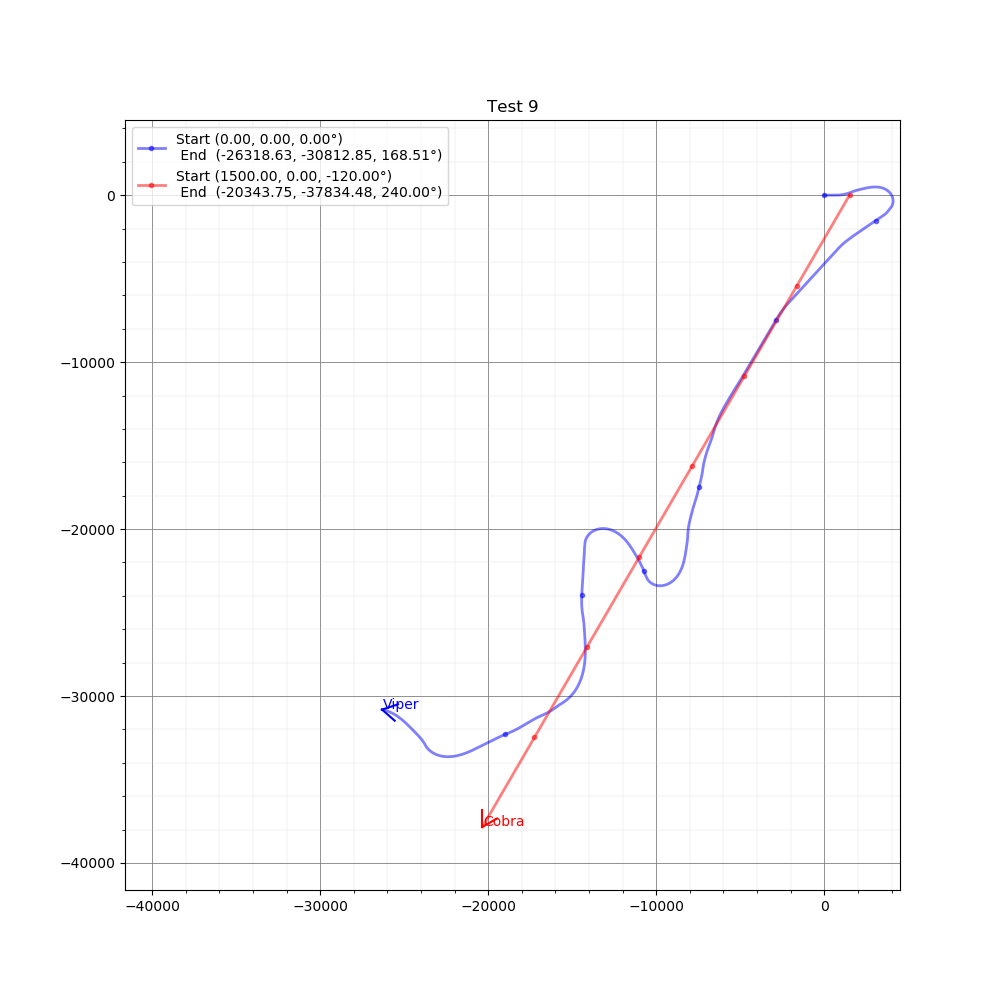 Test 9
Start (0.00, 0.00, 0.00°)
End (-26318.63, -30812.85, 168.51°)
Start (1500.00, 0.00, -120.00°)
End (-20343.75, -37834.48, 240.00°)
0
−10000
−20000
−30000
−40000
Viper
Cobra
−40000 −30000 −20000 −10000 0